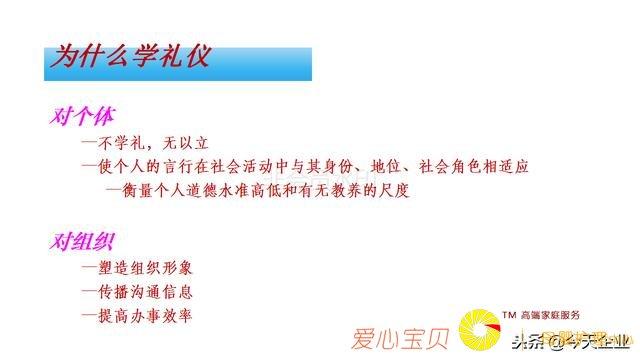 为什么学礼仪
对个体
—不学礼，无以立
—使个人的言行在社会活动中与其身份、地位、社会角色相适应
—衡量个人道德水准高低和有无教养的尺度
对组织
—塑造组织形象
—传播沟通信息
—提高办事效率
TM 高端家庭服务
爱心宝贝
头条@今天企业